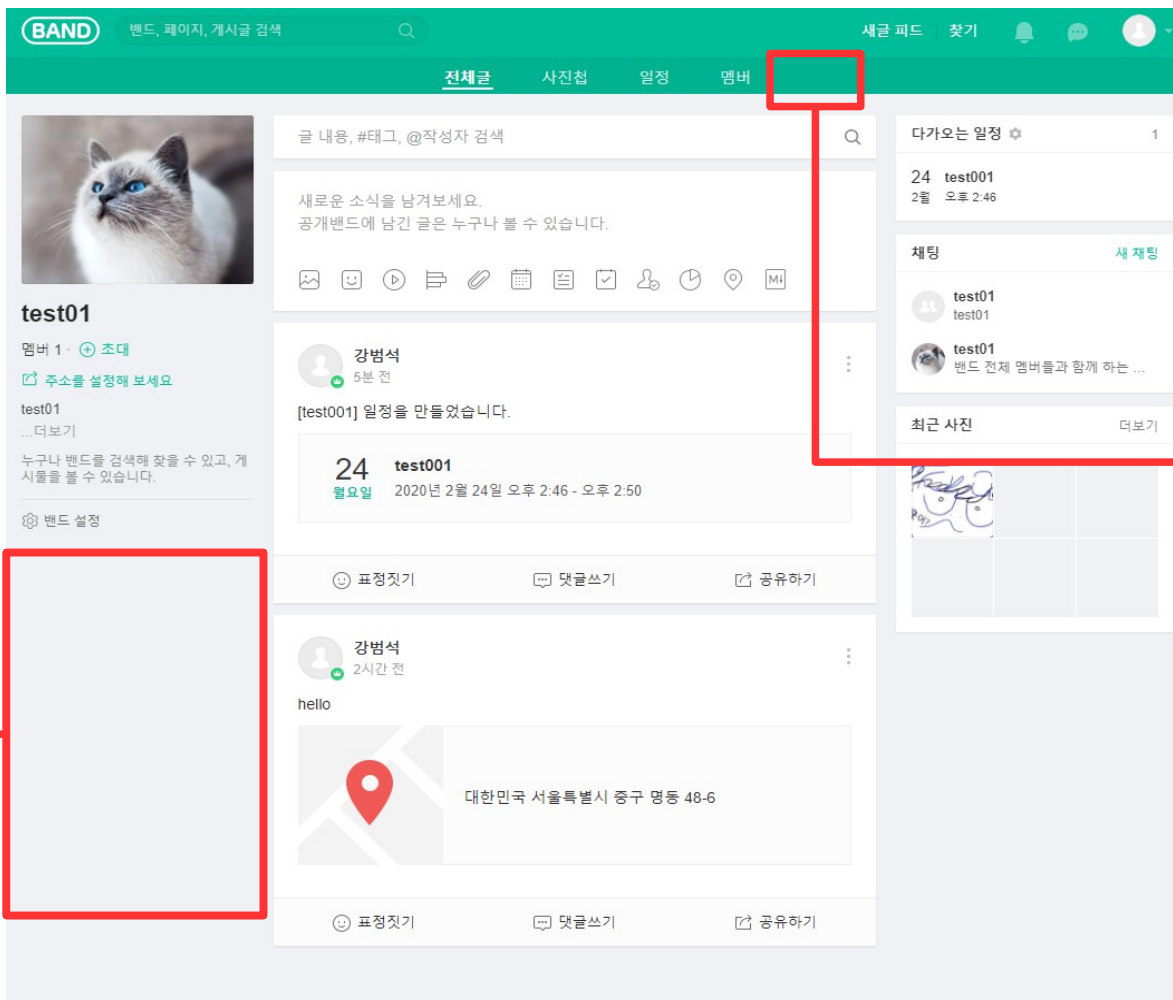 BAND
밴드, 페이지, 게시글 검색
새글 피드
찾기
전체글
사진첩
일정
멤버
test01
멤버 1 · 초대
주소를 설정해 보세요
test01
...더보기
누구나 밴드를 검색해 찾을 수 있고, 게
시물을 볼 수 있습니다.
밴드 설정
글 내용, #태그, @작성자 검색
새로운 소식을 남겨보세요.
공개밴드에 남긴 글은 누구나 볼 수 있습니다.
강범석
5분 전
[test001] 일정을 만들었습니다.
24
월요일
test001
2020년 2월 24일 오후 2:46 - 오후 2:50
표정짓기
댓글쓰기
공유하기
강범석
2시간 전
hello
대한민국 서울특별시 중구 명동 48-6
표정짓기
댓글쓰기
공유하기
다가오는 일정
1
24 test001
2월 오후 2:46
채팅
새 채팅
test01
test01
test01
밴드 전체 멤버들과 함께 하는 ...
최근 사진
더보기